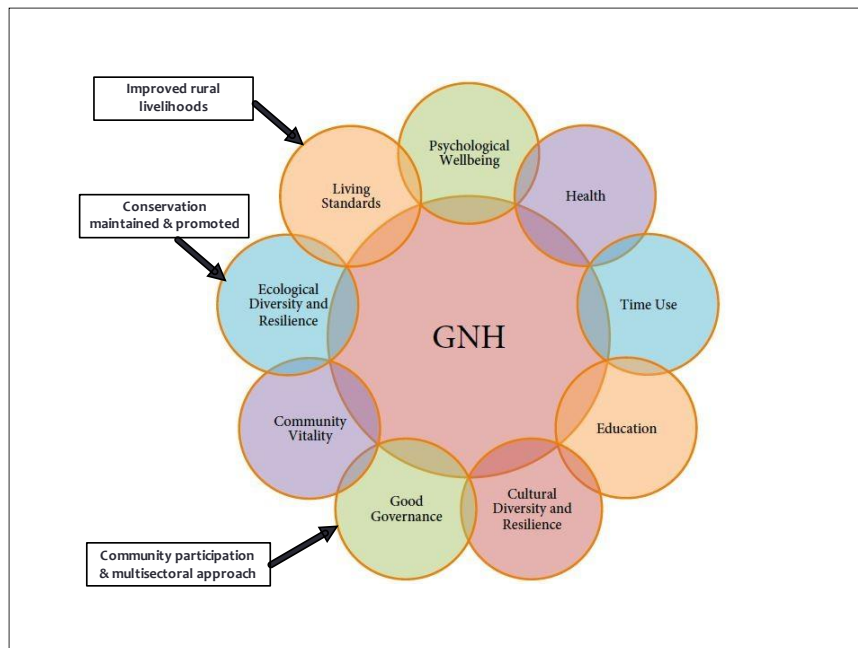 Improved rural
livelihoods
Psychological
Wellbeing
Living
Standards
Health
Conservation
maintained & promoted
Ecological
Diversity and
Resilience
Time Use
GNH
Community
Vitality
Education
Good
Governance
Cultural
Diversity and
Resilience
Community participation
& multisectoral approach